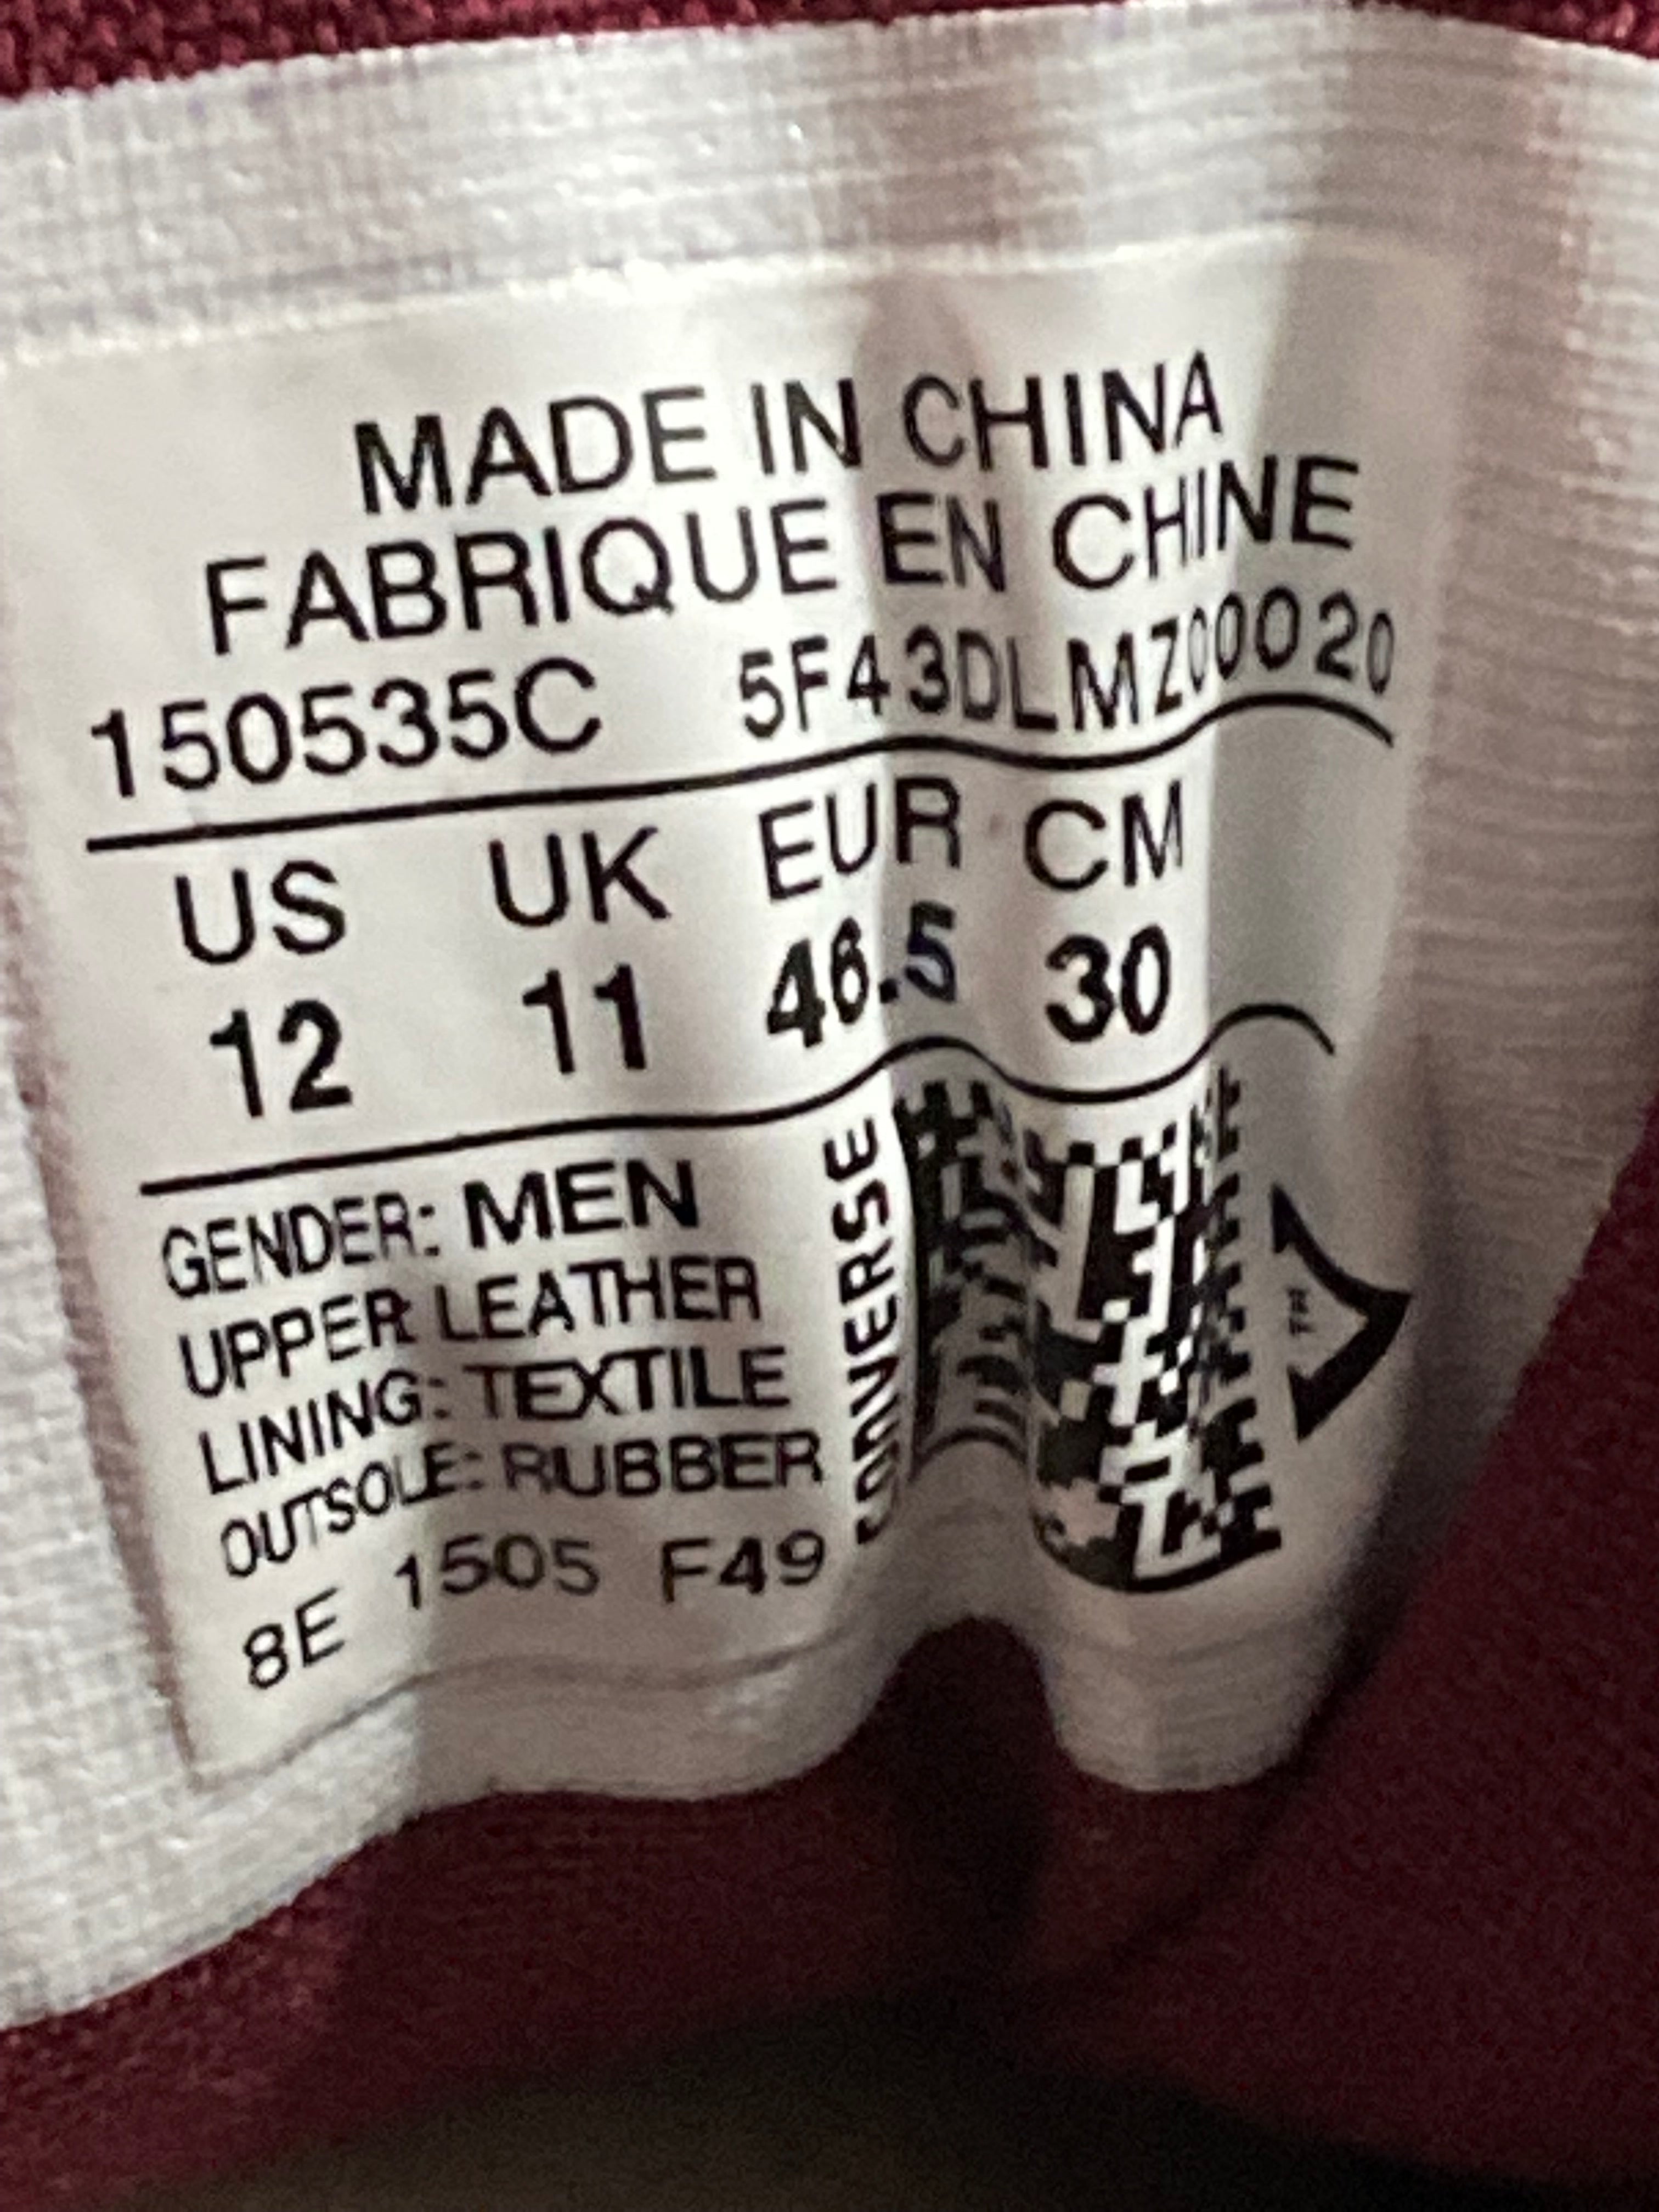 MADE IN CHINA
FABRIQUE EN CHINE
150535C 5F43DLMZ00020
US UK EUR CM
12 11 46.5 30
GENDER: MEN
UPPER LEATHER
LINING: TEXTILE
OUTSOLE: RUBBER
8E 1505 F49
CONVERSE
TM